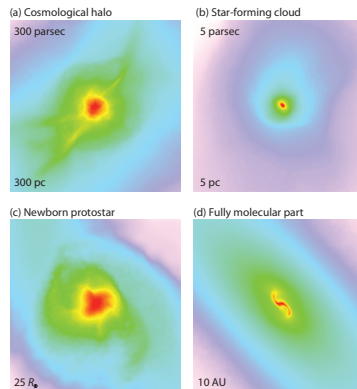 (a) Cosmological halo
300 parsec
300 pc
(b) Star-forming cloud
5 parsec
5 pc
(c) Newborn protostar
25 R
(d) Fully molecular part
10 AU